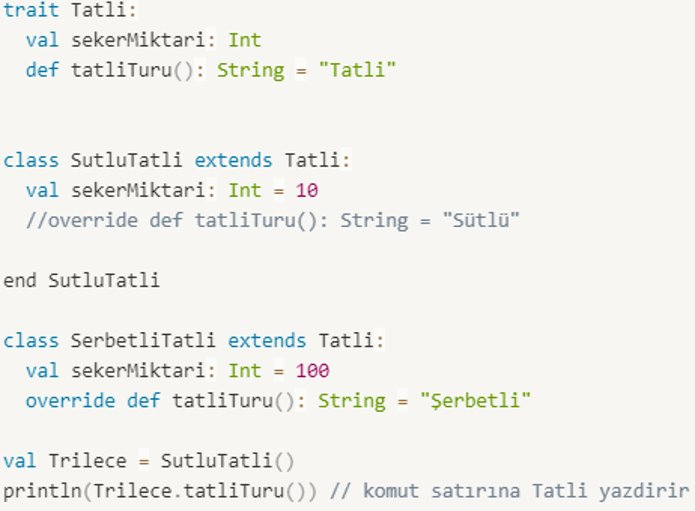 trait Tatli:
  val sekerMiktari: Int
  def tatliTuru(): String = "Tatli"
class SutluTatli extends Tatli:
  val sekerMiktari: Int = 10
  //override def tatliTuru(): String = "Sütlü"
end SutluTatli
class SerbetliTatli extends Tatli:
  val sekerMiktari: Int = 100
  override def tatliTuru(): String = "Şerbetli"
val Trilece = SutluTatli()
println(Trilece.tatliTuru()) // komut satırına Tatli yazdirir